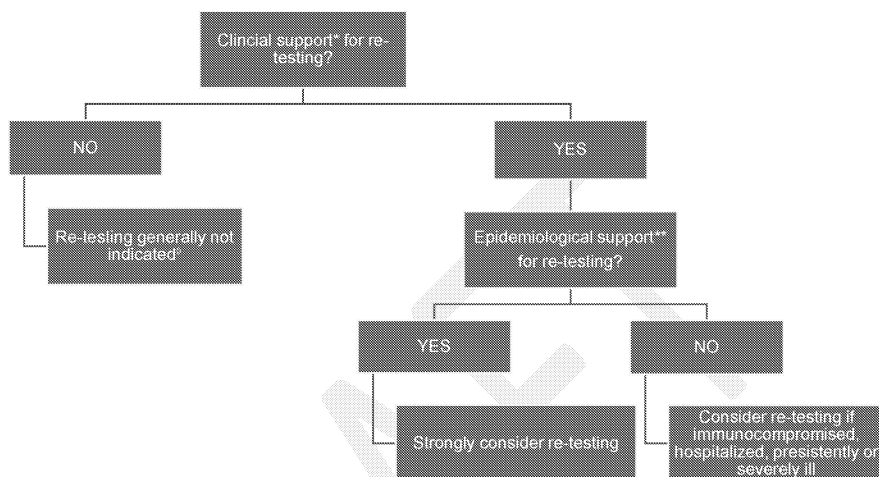 Clincial support* for re-
testing?
NO
YES
Re-testing generally not
indicated°
Epidemiological support**
for re-testing?
YES
NO
Strongly consider re-testing
Consider re-testing if
immunocompromised,
hospitalized, presistently or
severely ill